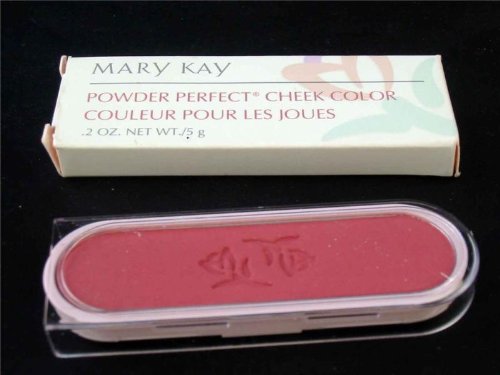 MARY KAY
POWDER PERFECT® CHEEK COLOR
COULEUR POUR LES JOUES
.2 OZ. NET WT./5 g